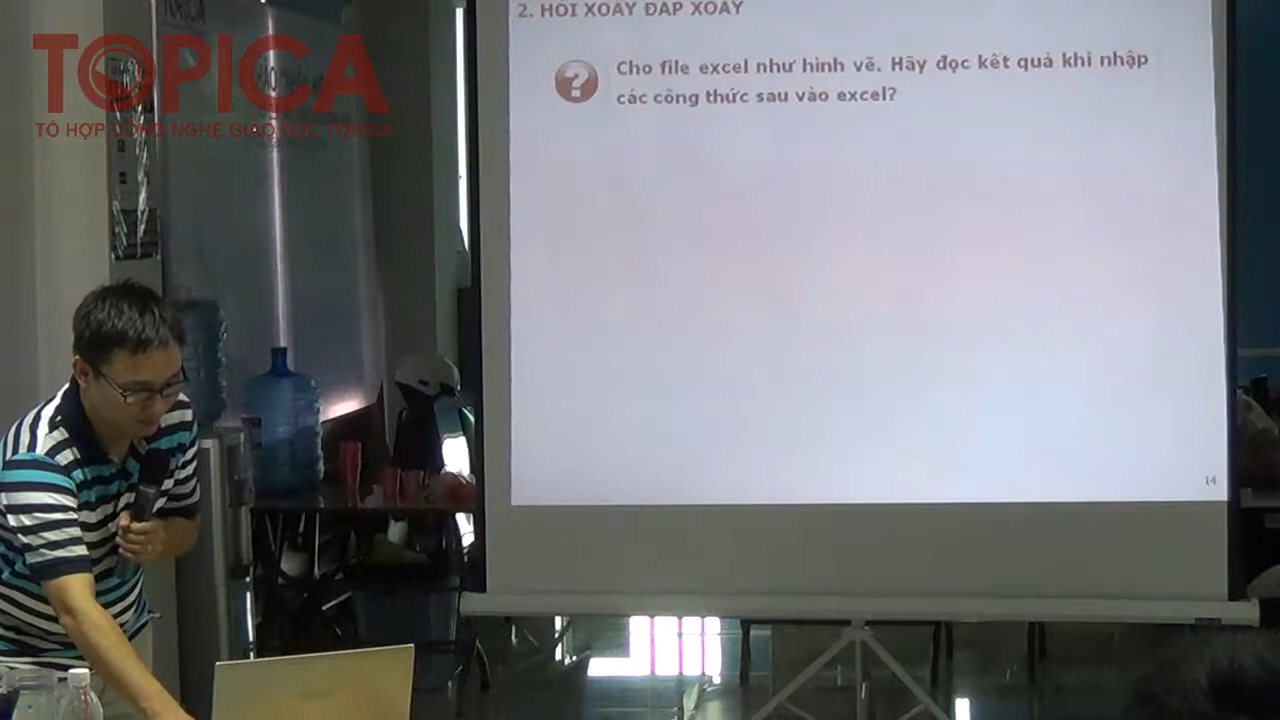 TOPICA
TỔ HỢP CÔNG NGHỆ GIÁO DỤC TOPICA
2. HỎI XOÁY ĐÁP XOAY
Cho file excel như hình vẽ. Hãy đọc kết quả khi nhập
các công thức sau vào excel?
14